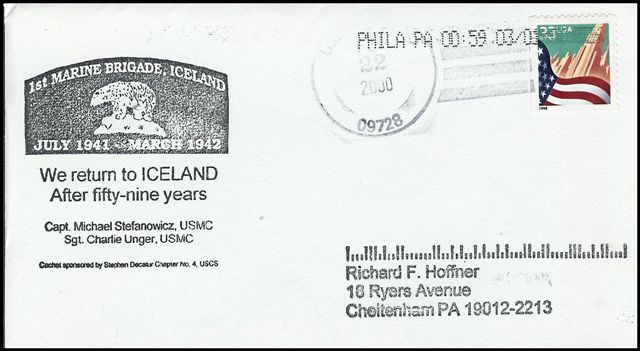 PHILA PA 00:59 03/03
33 USA
22
2000
09728
1st MARINE BRIGADE, ICELAND
JULY 1941 - MARCH 1942
We return to ICELAND
After fifty-nine years
Capt. Michael Stefanowicz, USMC
Sgt. Charlie Unger, USMC
Cachet sponsored by Stephen Decatur Chapter No. 4, USCS
Richard F. Hoffner
18 Ryers Avenue
Cheltenham PA 19012-2213